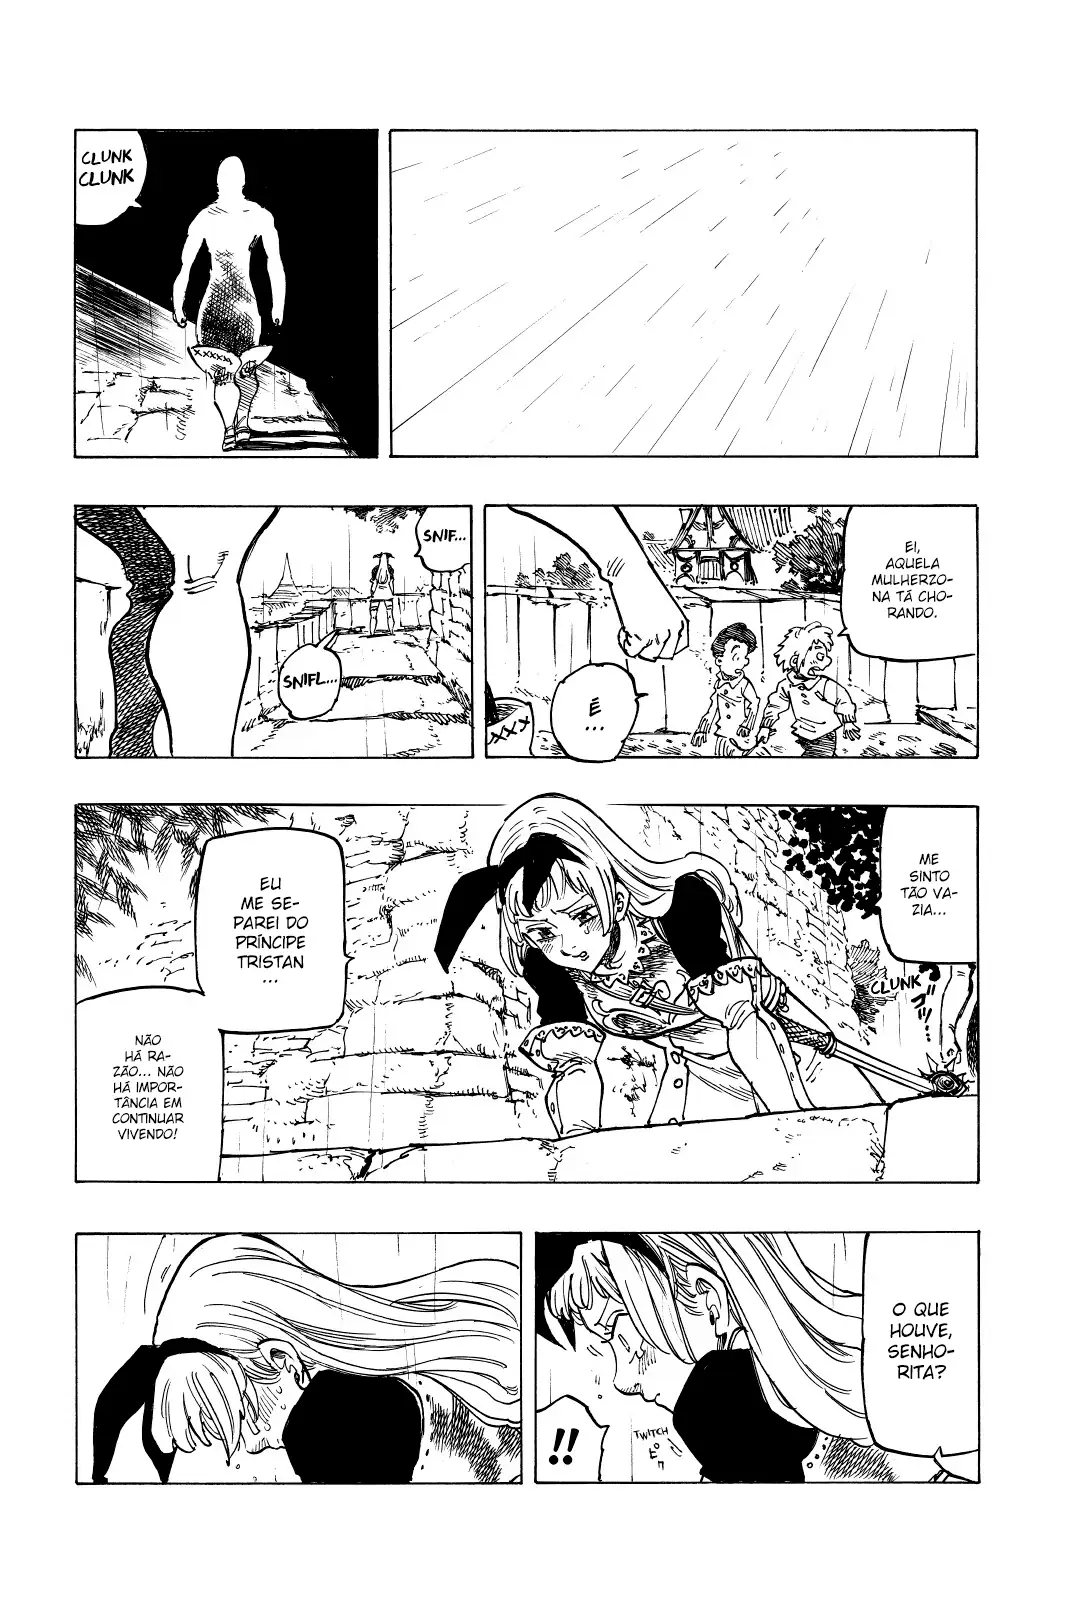 CLUNK
CLUNK
EI,
AQUELA
MULHERZO-
NA TÁ CHO-
RANDO.
É
...
SNIF...
SNIFL...
XXXXX
XXX
ME
SINTO
TÃO VA-
ZIA...
CLUNK
EU
ME SE-
PAREI DO
PRÍNCIPE
TRISTAN
...
NÃO
HÁ RA-
ZÃO... NÃO
HÁ IMPOR-
TÂNCIA EM
CONTINUAR
VIVENDO!
O QUE
HOUVE,
SENHO-
RITA?
TWITCH
!!